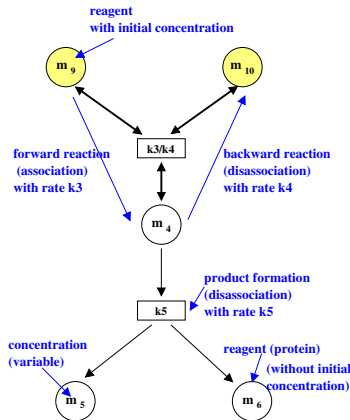 reagent
with initial concentration
m 9
m 10
k3/k4
forward reaction
(association)
with rate k3
backward reaction
(disassociation)
with rate k4
m 4
product formation
(disassociation)
with rate k5
k5
concentration
(variable)
reagent (protein)
(without initial
concentration)
m 5
m 6